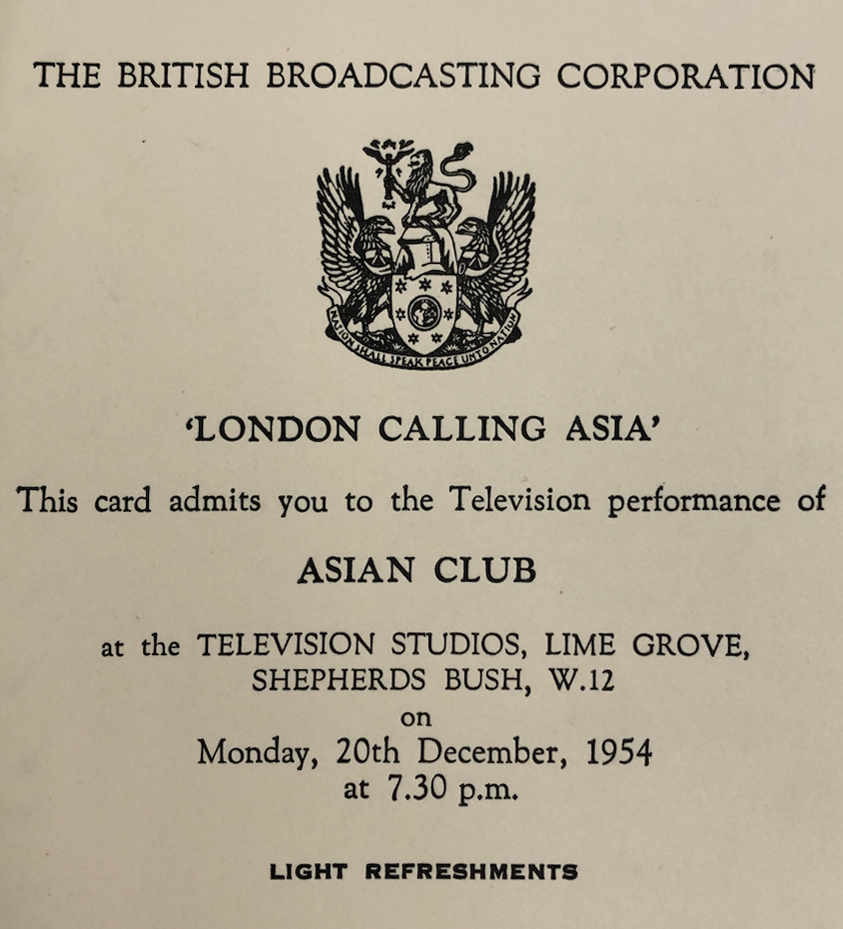 THE BRITISH BROADCASTING CORPORATION
NATION SHALL SPEAK PEACE UNTO NATION
‘LONDON CALLING ASIA’
This card admits you to the Television performance of
ASIAN CLUB
at the TELEVISION STUDIOS, LIME GROVE,
SHEPHERDS BUSH, W.12
on
Monday, 20th December, 1954
at 7.30 p.m.
LIGHT REFRESHMENTS